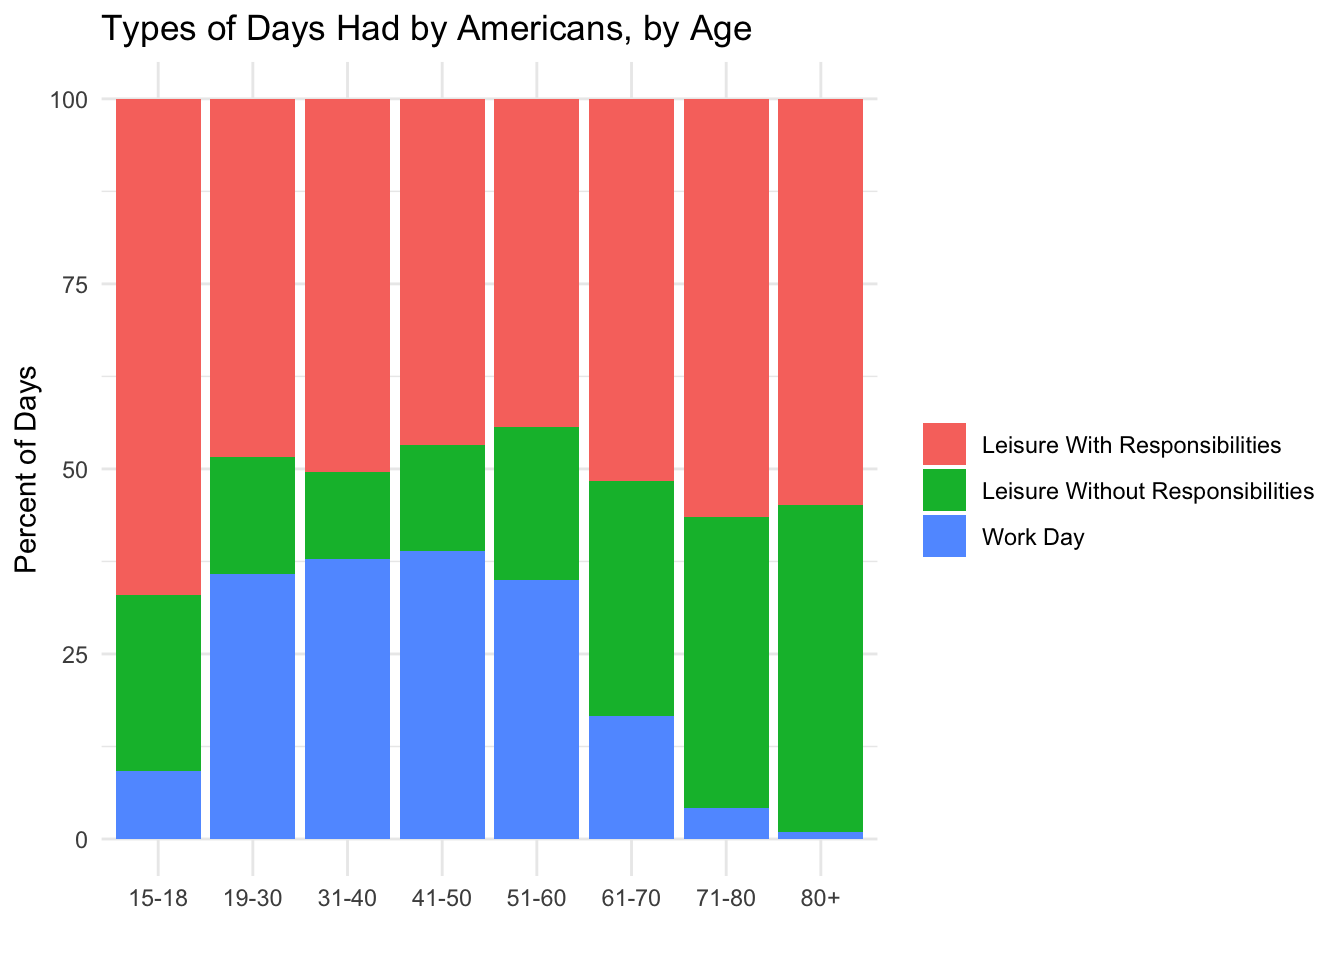 Types of Days Had by Americans, by Age
100
75
50
25
0
Percent of Days
15-18 19-30 31-40 41-50 51-60 61-70 71-80 80+
Leisure With Responsibilities
Leisure Without Responsibilities
Work Day